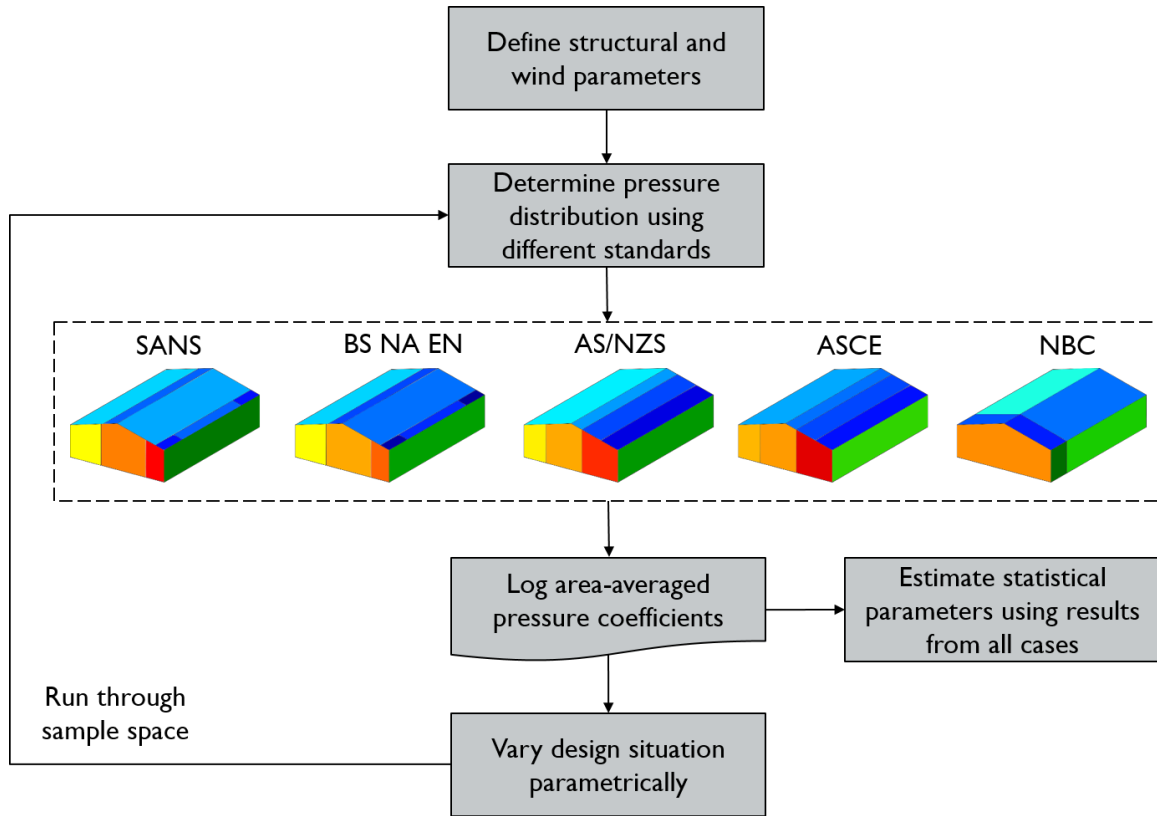 Define structural and
wind parameters
Determine pressure
distribution using
different standards
SANS
BS NA EN
AS/NZS
ASCE
NBC
Log area-averaged
pressure coefficients
Estimate statistical
parameters using results
from all cases
Run through
sample space
Vary design situation
parametrically